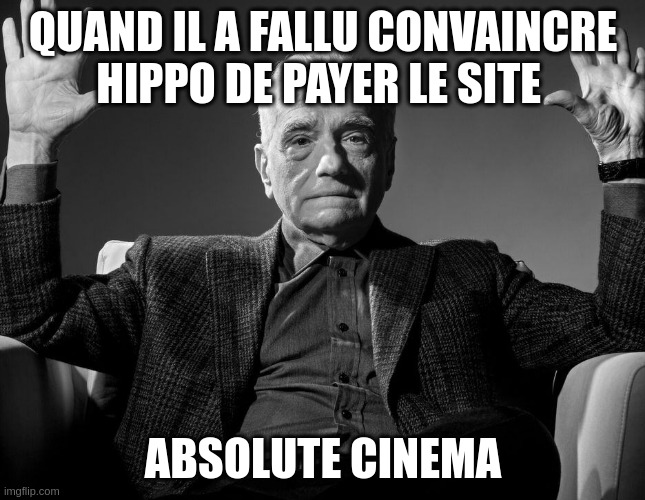 QUAND IL A FALLU CONVAINCRE
HIPPO DE PAYER LE SITE
ABSOLUTE CINEMA
imgflip.com